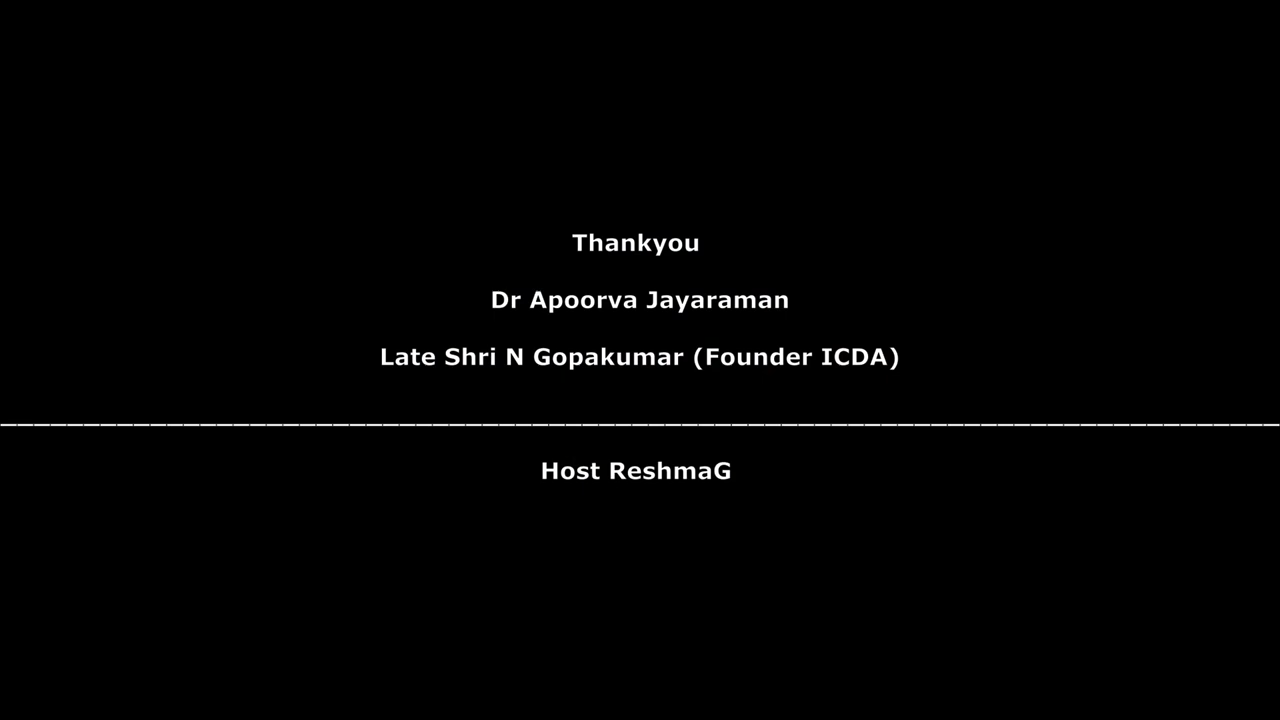 Thankyou
Dr Apoorva Jayaraman
Late Shri N Gopakumar (Founder ICDA)
Host ReshmaG